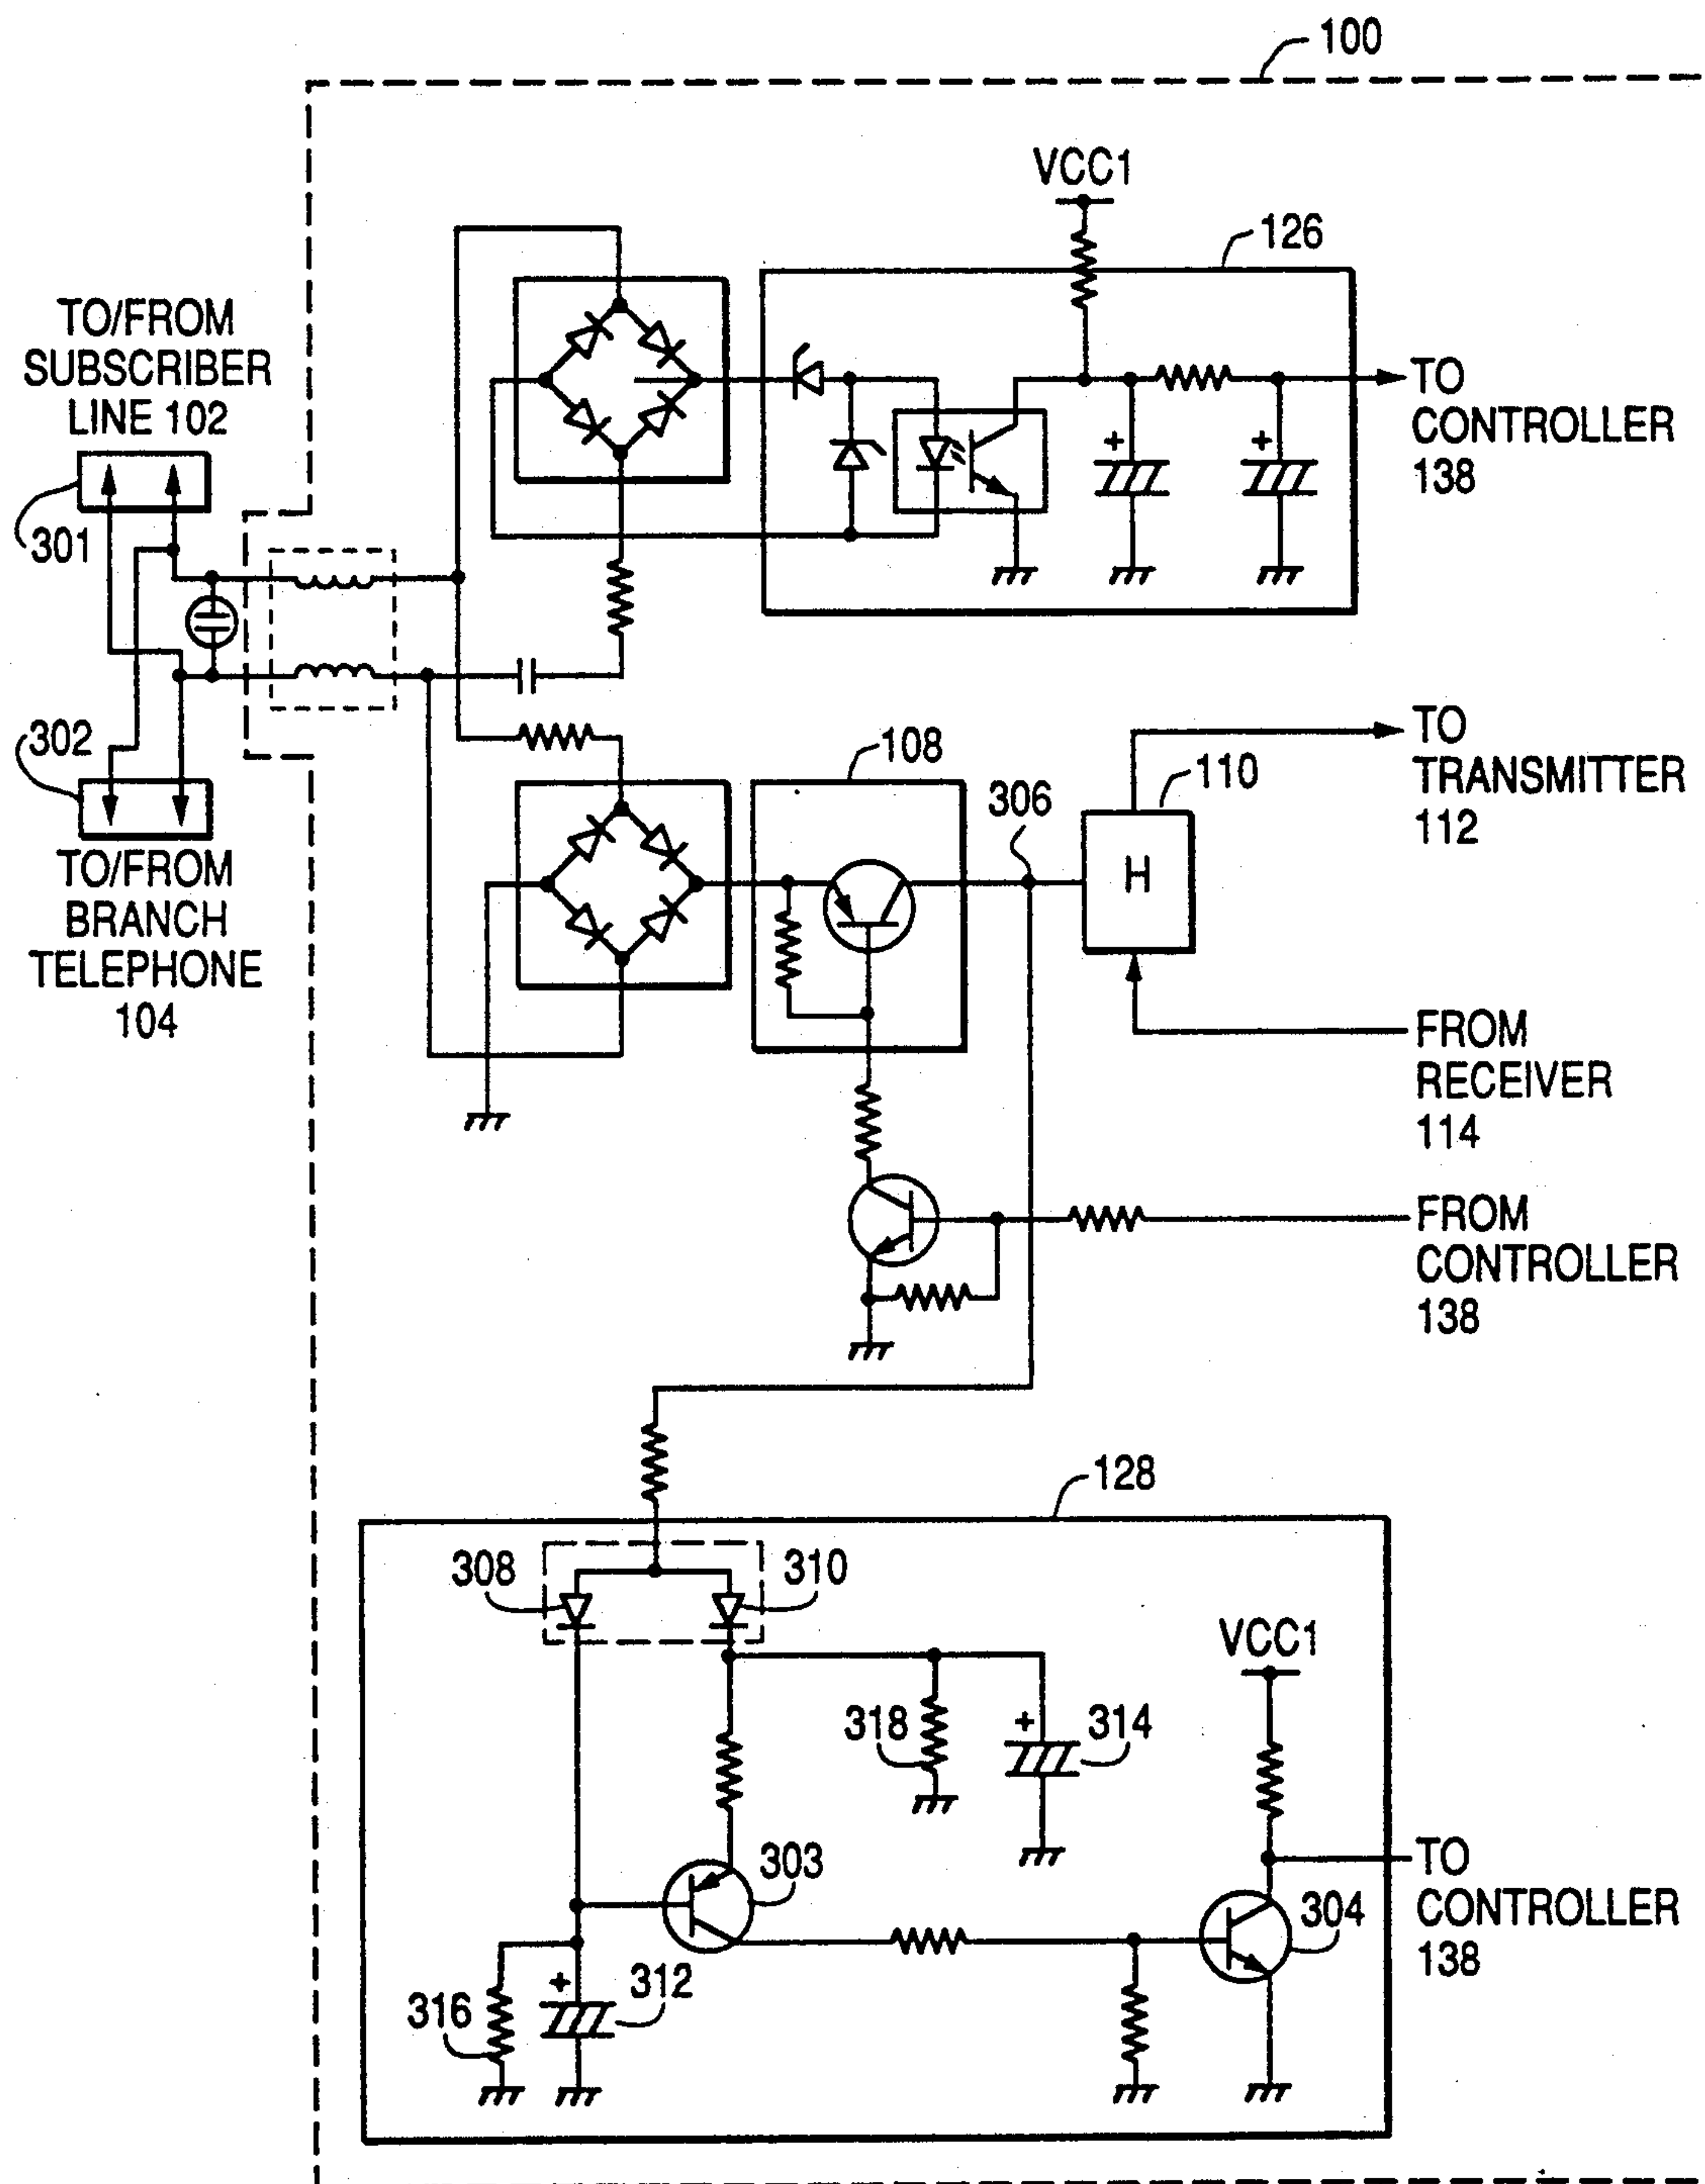 100
VCC1
126
TO/FROM
SUBSCRIBER
LINE 102
TO
CONTROLLER
138
+
+
301
302
108
306
110
TO
TRANSMITTER
112
H
TO/FROM
BRANCH
TELEPHONE
104
FROM
RECEIVER
114
FROM
CONTROLLER
138
128
308
310
VCC1
318
+
314
303
TO
CONTROLLER
138
304
316
+
312